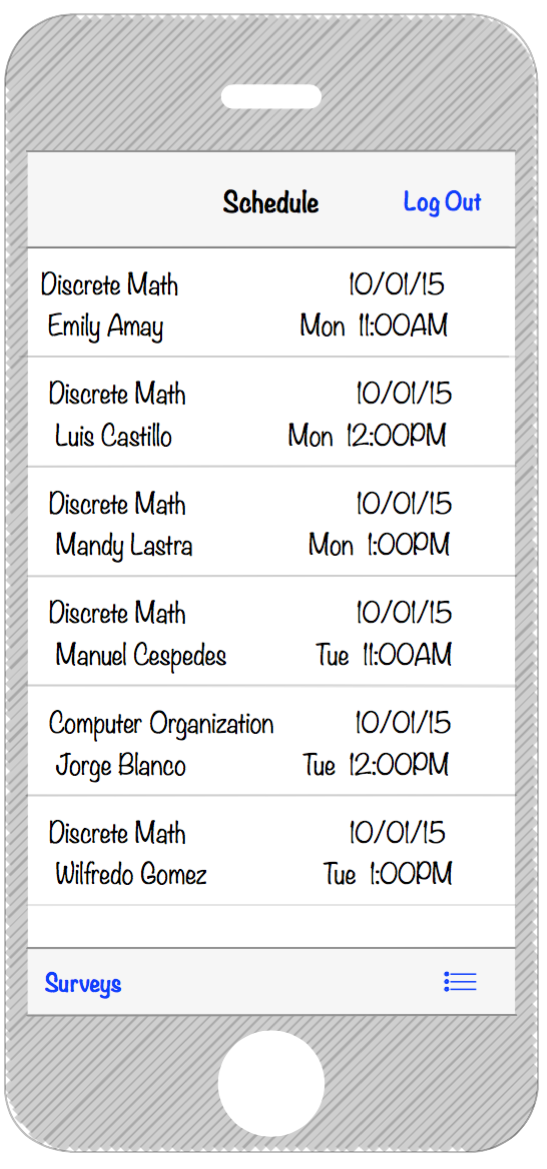 Schedule Log Out
Discrete Math 10/01/15
Emily Amay Mon 11:00AM
Discrete Math 10/01/15
Luis Castillo Mon 12:00PM
Discrete Math 10/01/15
Mandy Lastra Mon 1:00PM
Discrete Math 10/01/15
Manuel Cespedes Tue 11:00AM
Computer Organization 10/01/15
Jorge Blanco Tue 12:00PM
Discrete Math 10/01/15
Wilfredo Gomez Tue 1:00PM
Surveys